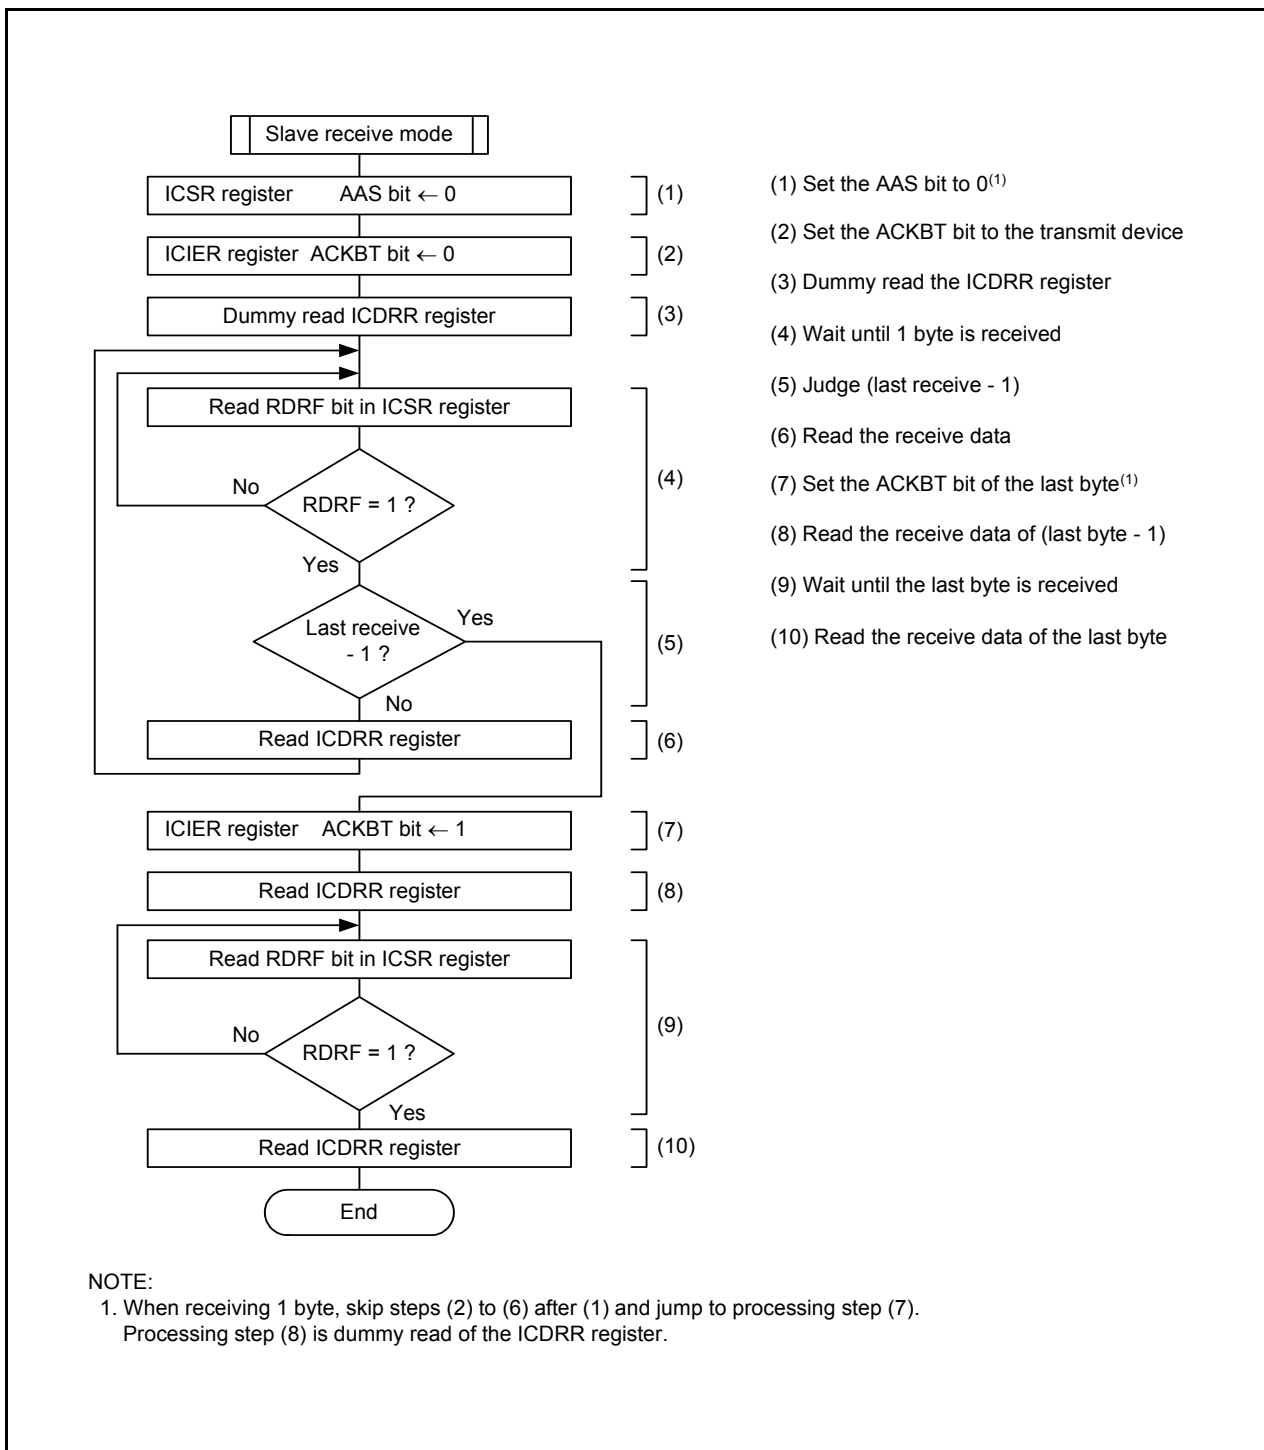 Slave receive mode
ICSR register AAS bit ← 0
(1)
ICIER register ACKBT bit ← 0
(2)
Dummy read ICDRR register
(3)
Read RDRF bit in ICSR register
No
RDRF = 1 ?
(4)
Yes
Last receive
- 1 ?
Yes
(5)
No
Read ICDRR register
(6)
ICIER register ACKBT bit ← 1
(7)
Read ICDRR register
(8)
Read RDRF bit in ICSR register
No
RDRF = 1 ?
(9)
Yes
Read ICDRR register
(10)
End
(1) Set the AAS bit to 0(1)
(2) Set the ACKBT bit to the transmit device
(3) Dummy read the ICDRR register
(4) Wait until 1 byte is received
(5) Judge (last receive - 1)
(6) Read the receive data
(7) Set the ACKBT bit of the last byte(1)
(8) Read the receive data of (last byte - 1)
(9) Wait until the last byte is received
(10) Read the receive data of the last byte
NOTE:
1. When receiving 1 byte, skip steps (2) to (6) after (1) and jump to processing step (7).
Processing step (8) is dummy read of the ICDRR register.